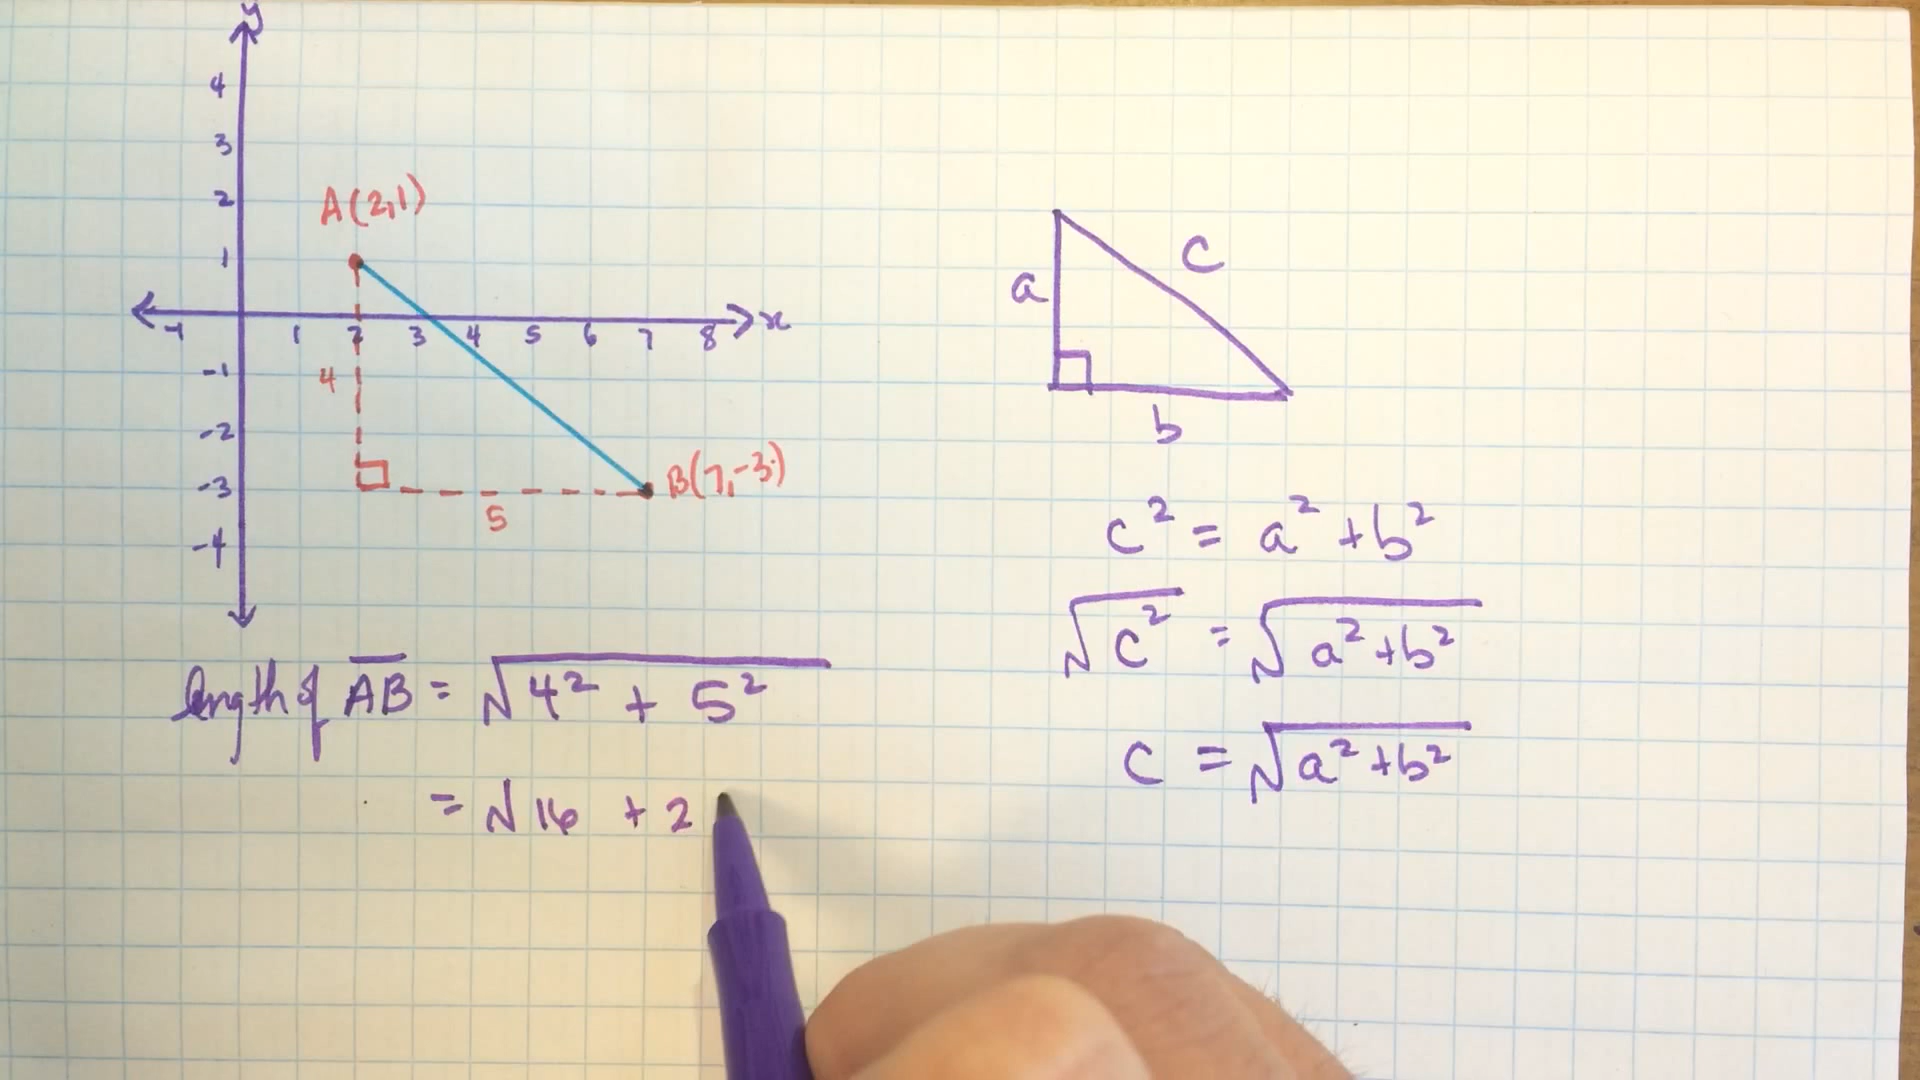 y
4
3
2
A(2,1)
1
-1 1 2 3 4 5 6 7 8 x
-1
4
-2
-3
B(7,-3)
5
-4
length of A̅B̅ = √4² + 5²
= √16 + 2
a
c
b
c² = a² + b²
√c² = √a² + b²
c = √a² + b²